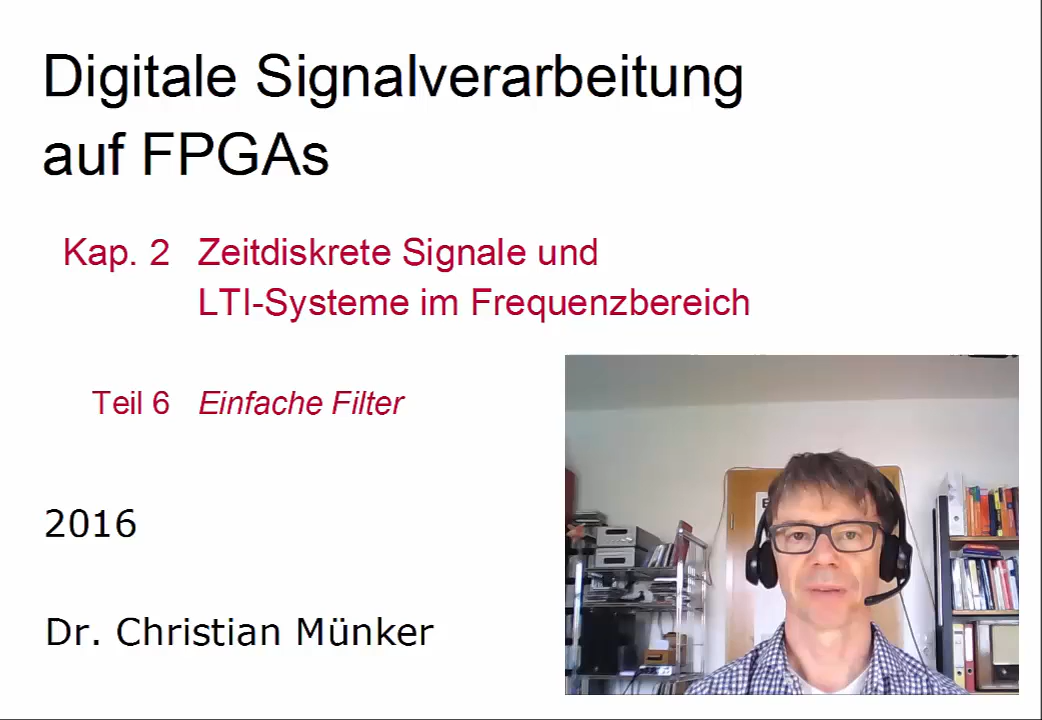 Digitale Signalverarbeitung
auf FPGAs
Kap. 2 Zeitdiskrete Signale und
LTI-Systeme im Frequenzbereich
Teil 6 Einfache Filter
2016
Dr. Christian Münker